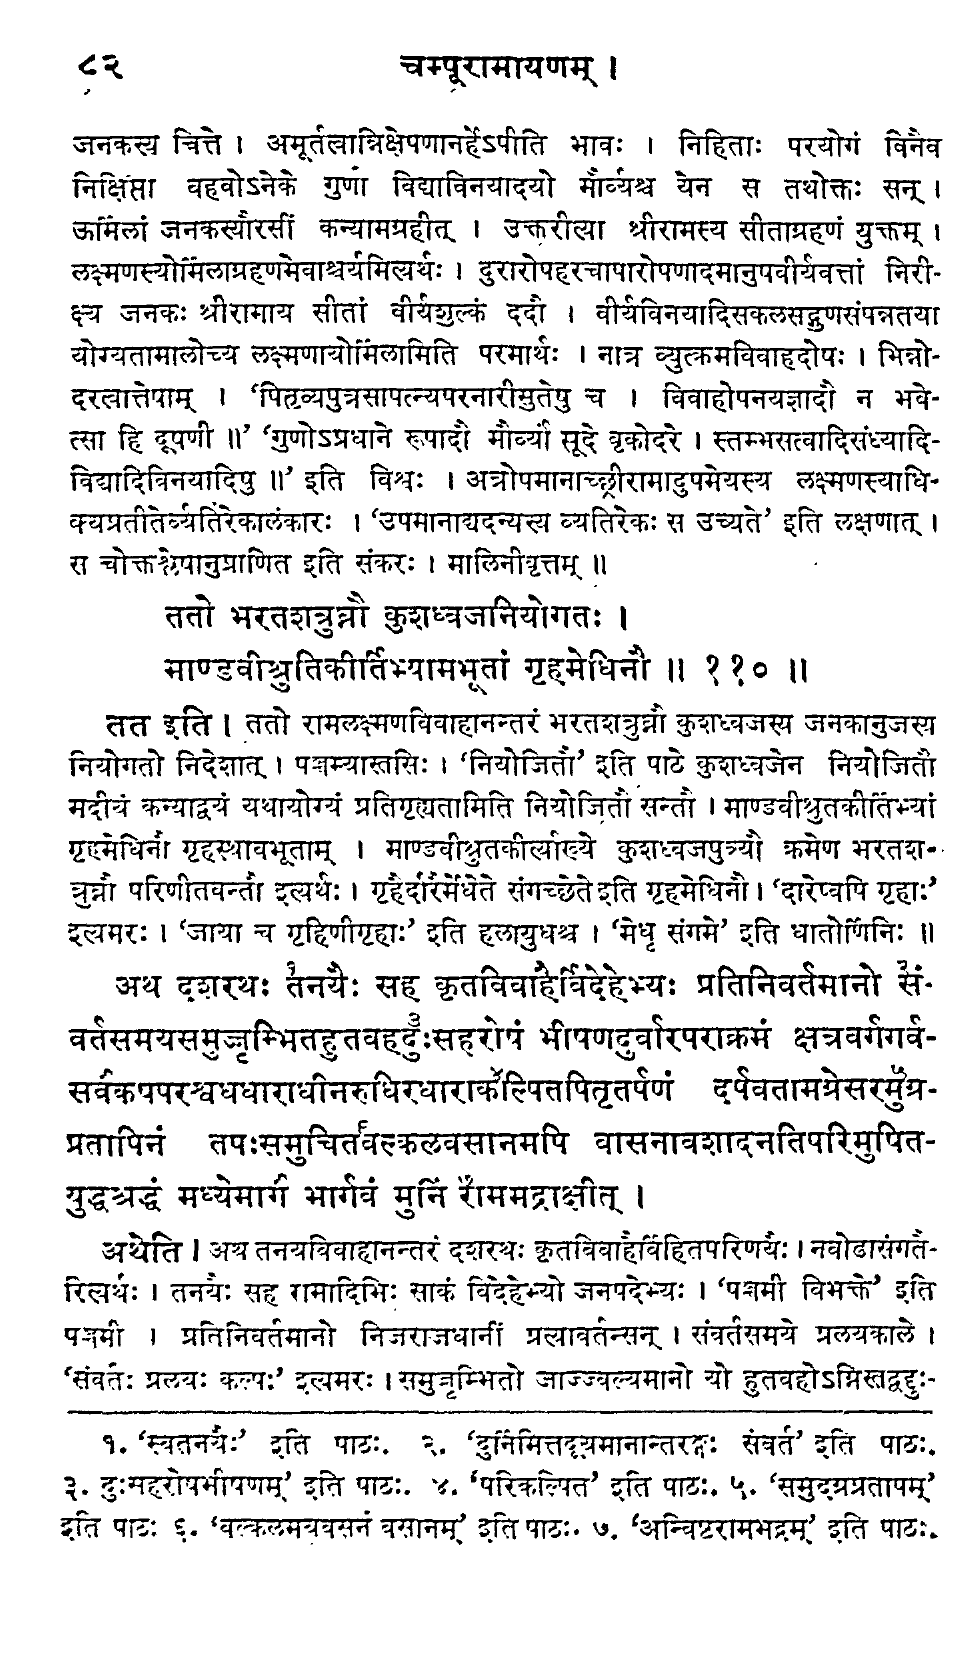 ८२ चम्पूरामायणम् ।
जनकस्य चित्ते । अमूर्तत्वान्निक्षेपणानर्हेऽपीति भावः । निहिताः परयोगं विनैव
निक्षिप्ता बहवोऽनेके गुणा विद्याविनयादयो मौर्व्यश्च येन स तथोक्तः सन् ।
ऊर्मिलां जनकस्यौरसीं कन्यामग्रहीत् । उक्तरीत्या श्रीरामस्य सीताग्रहणं युक्तम् ।
लक्ष्मणस्योर्मिलाग्रहणमेवाश्चर्यमित्यर्थः । दुरारोपहरचापारोपणादमानुषवीर्यवत्तां निरी-
क्ष्य जनकः श्रीरामाय सीतां वीर्यशुल्कं ददौ । वीर्यविनयादिसकलसद्गुणसंपन्नतया
योग्यतामालोच्य लक्ष्मणायोर्मिलामिति परमार्थः । नात्र व्युत्क्रमविवाहदोषः । भिन्नो-
दरत्वात्तेषाम् । ‘पितृव्यपुत्रसापत्न्यपरनारीसुतेषु च । विवाहोपनयज्ञादौ न भवे-
त्सा हि दूषणी ॥’ ‘गुणोऽप्रधाने रूपादौ मौर्व्यां सूदे वृकोदरे । स्तम्भसत्वादिसंध्यादि-
विद्यादिविनयादिषु ॥’ इति विश्वः । अत्रोपमानाच्छ्रीरामादुपमेयस्य लक्ष्मणस्याधि-
क्यप्रतीतेर्व्यतिरेकालंकारः । ‘उपमानाद्यदन्यस्य व्यतिरेकः स उच्यते’ इति लक्षणात् ।
स चोक्तश्लेषानुप्राणित इति संकरः । मालिनीवृत्तम् ॥
ततो भरतशत्रुघ्नौ कुशध्वजनियोगतः ।
माण्डवीश्रुतिकीर्तिभ्यामभूतां गृहमेधिनौ ॥ ११० ॥
तत इति । ततो रामलक्ष्मणविवाहानन्तरं भरतशत्रुघ्नौ कुशध्वजस्य जनकानुजस्य
नियोगतो निदेशात् । पञ्चम्यास्तसिः । ‘नियोजितौ’ इति पाठे कुशध्वजेन नियोजितौ
मदीयं कन्याद्वयं यथायोग्यं प्रतिगृह्यतामिति नियोजितौ सन्तौ । माण्डवीश्रुतकीर्तिभ्यां
गृहमेधिनौ गृहस्थावभूताम् । माण्डवीश्रुतकीर्त्याख्ये कुशध्वजपुत्र्यौ क्रमेण भरतश-
त्रुघ्नौ परिणीतवन्तौ इत्यर्थः । गृहैर्दारैर्मेधेते संगच्छेते इति गृहमेधिनौ । ‘दारेष्वपि गृहाः’
इत्यमरः । ‘जाया च गृहिणीगृहाः’ इति हलायुधश्च । ‘मेधृ संगमे’ इति धातोर्णिनिः ॥
अथ दशरथः त१नयैः सह कृतविवाहैर्विदेहेभ्यः प्रतिनिवर्तमानो सं२-
वर्तसमयसमुज्जृम्भितहुतवहदुः३सहरोषं भीषणदुर्वारपराक्रमं क्षत्रवर्गगर्व-
सर्वंकषपरश्वधधाराधीनरुधिरधाराक४ल्पितपितृतर्पणं दर्पवतामग्रेसरमु५ग्र-
प्रतापिनं तपःसमुचितव६ल्कलवसानमपि वासनावशादनतिपरिमुषित-
युद्धश्रद्धं मध्येमार्गं भार्गवं मुनिं रा७ममद्राक्षीत् ।
अथेति । अथ तनयविवाहानन्तरं दशरथः कृतविवाहैर्विहितपरिणयैः । नवोढासंगतै-
रित्यर्थः । तनयैः सह रामादिभिः साकं विदेहेभ्यो जनपदेभ्यः । ‘पञ्चमी विभक्ते’ इति
पञ्चमी । प्रतिनिवर्तमानो निजराजधानीं प्रत्यावर्तन्सन् । संवर्तसमये प्रलयकाले ।
‘संवर्तः प्रलयः कल्पः’ इत्यमरः । समुज्जृम्भितो जाज्ज्वल्यमानो यो हुतवहोऽग्निस्तद्वद्दुः-
१. ‘स्वतनयैः’ इति पाठः. २. ‘दुर्निमित्तदूयमानान्तरङ्गः संवर्त’ इति पाठः.
३. दुःसहरोषभीषणम्’ इति पाठः. ४. ‘परिकल्पित’ इति पाठः. ५. ‘समुदग्रप्रतापम्’
इति पाठः ६. ‘वल्कलमयवसनं वसानम्’ इति पाठः. ७. ‘अन्विष्टरामभद्रम्’ इति पाठः.